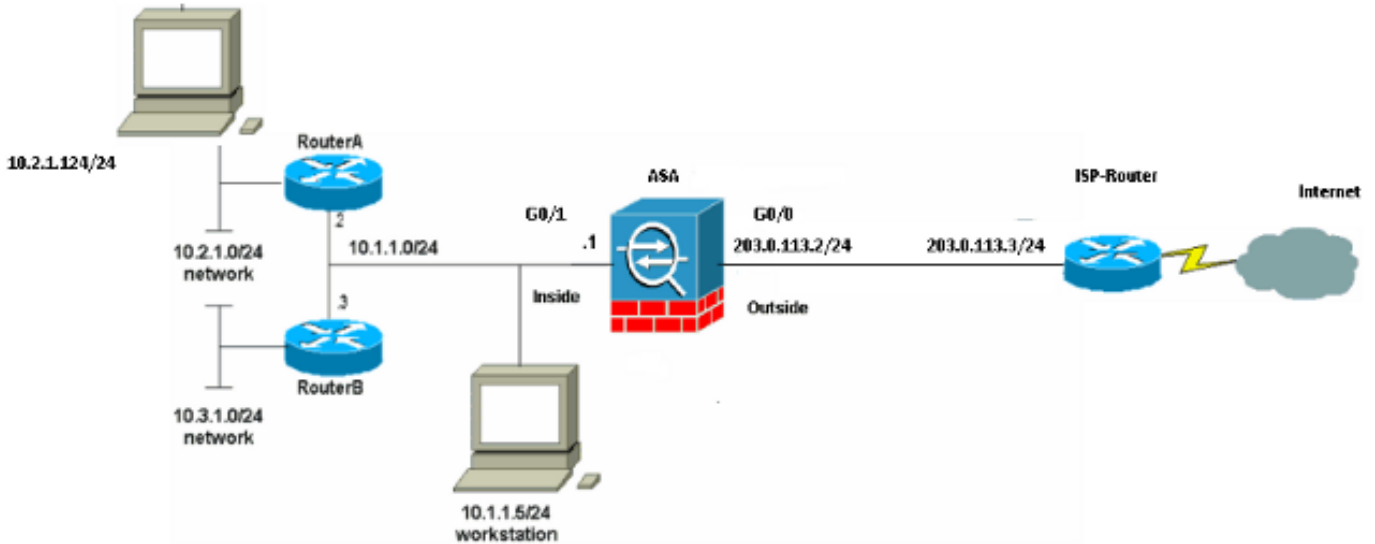 10.2.1.124/24
RouterA
2
10.2.1.0/24
network
10.1.1.0/24
3
RouterB
10.3.1.0/24
network
G0/1
.1
Inside
ASA
G0/0
203.0.113.2/24
Outside
203.0.113.3/24
ISP-Router
Internet
10.1.1.5/24
workstation